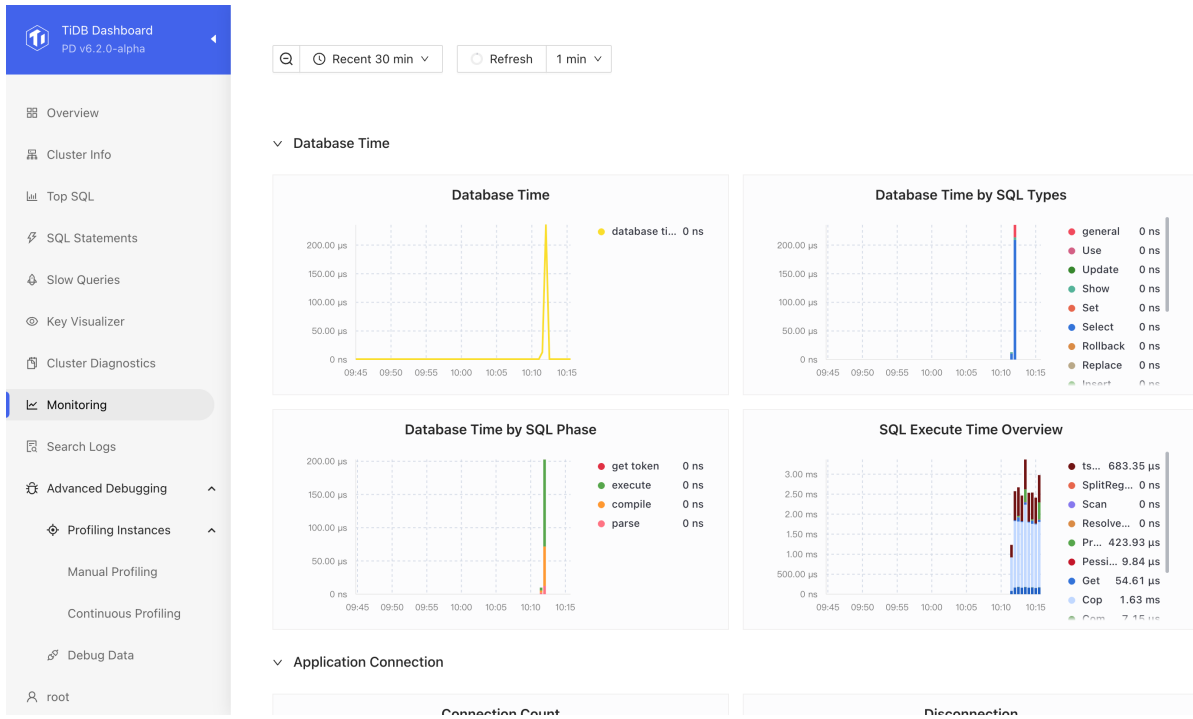 TiDB Dashboard
PD v6.2.0-alpha
Overview
Cluster Info
Top SQL
SQL Statements
Slow Queries
Key Visualizer
Cluster Diagnostics
Monitoring
Search Logs
Advanced Debugging
Profiling Instances
Manual Profiling
Continuous Profiling
Debug Data
root
Recent 30 min
Refresh
1 min
Database Time
Database Time
200.00 µs
150.00 µs
100.00 µs
50.00 µs
0 ns
09:45 09:50 09:55 10:00 10:05 10:10 10:15
database ti... 0 ns
Database Time by SQL Types
200.00 µs
150.00 µs
100.00 µs
50.00 µs
0 ns
09:45 09:50 09:55 10:00 10:05 10:10 10:15
general 0 ns
Use 0 ns
Update 0 ns
Show 0 ns
Set 0 ns
Select 0 ns
Rollback 0 ns
Replace 0 ns
Insert 0 ns
Database Time by SQL Phase
200.00 µs
150.00 µs
100.00 µs
50.00 µs
0 ns
09:45 09:50 09:55 10:00 10:05 10:10 10:15
get token 0 ns
execute 0 ns
compile 0 ns
parse 0 ns
SQL Execute Time Overview
3.00 ms
2.50 ms
2.00 ms
1.50 ms
1.00 ms
500.00 µs
0 ns
09:45 09:50 09:55 10:00 10:05 10:10 10:15
ts... 683.35 µs
SplitReg... 0 ns
Scan 0 ns
Resolve... 0 ns
Pr... 423.93 µs
Pessi... 9.84 µs
Get 54.61 µs
Cop 1.63 ms
Com 7.15 µs
Application Connection
Connection Count
Disconnection